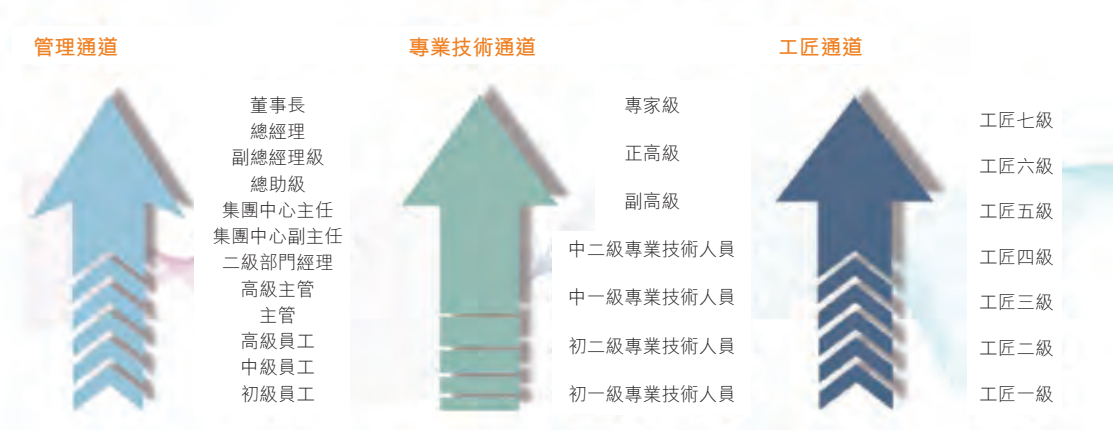 管理通道
董事長
總經理
副總經理級
總助級
集團中心主任
集團中心副主任
二級部門經理
高級主管
主管
高級員工
中級員工
初級員工
專業技術通道
專家級
正高級
副高級
中二級專業技術人員
中一級專業技術人員
初二級專業技術人員
初一級專業技術人員
工匠通道
工匠七級
工匠六級
工匠五級
工匠四級
工匠三級
工匠二級
工匠一級